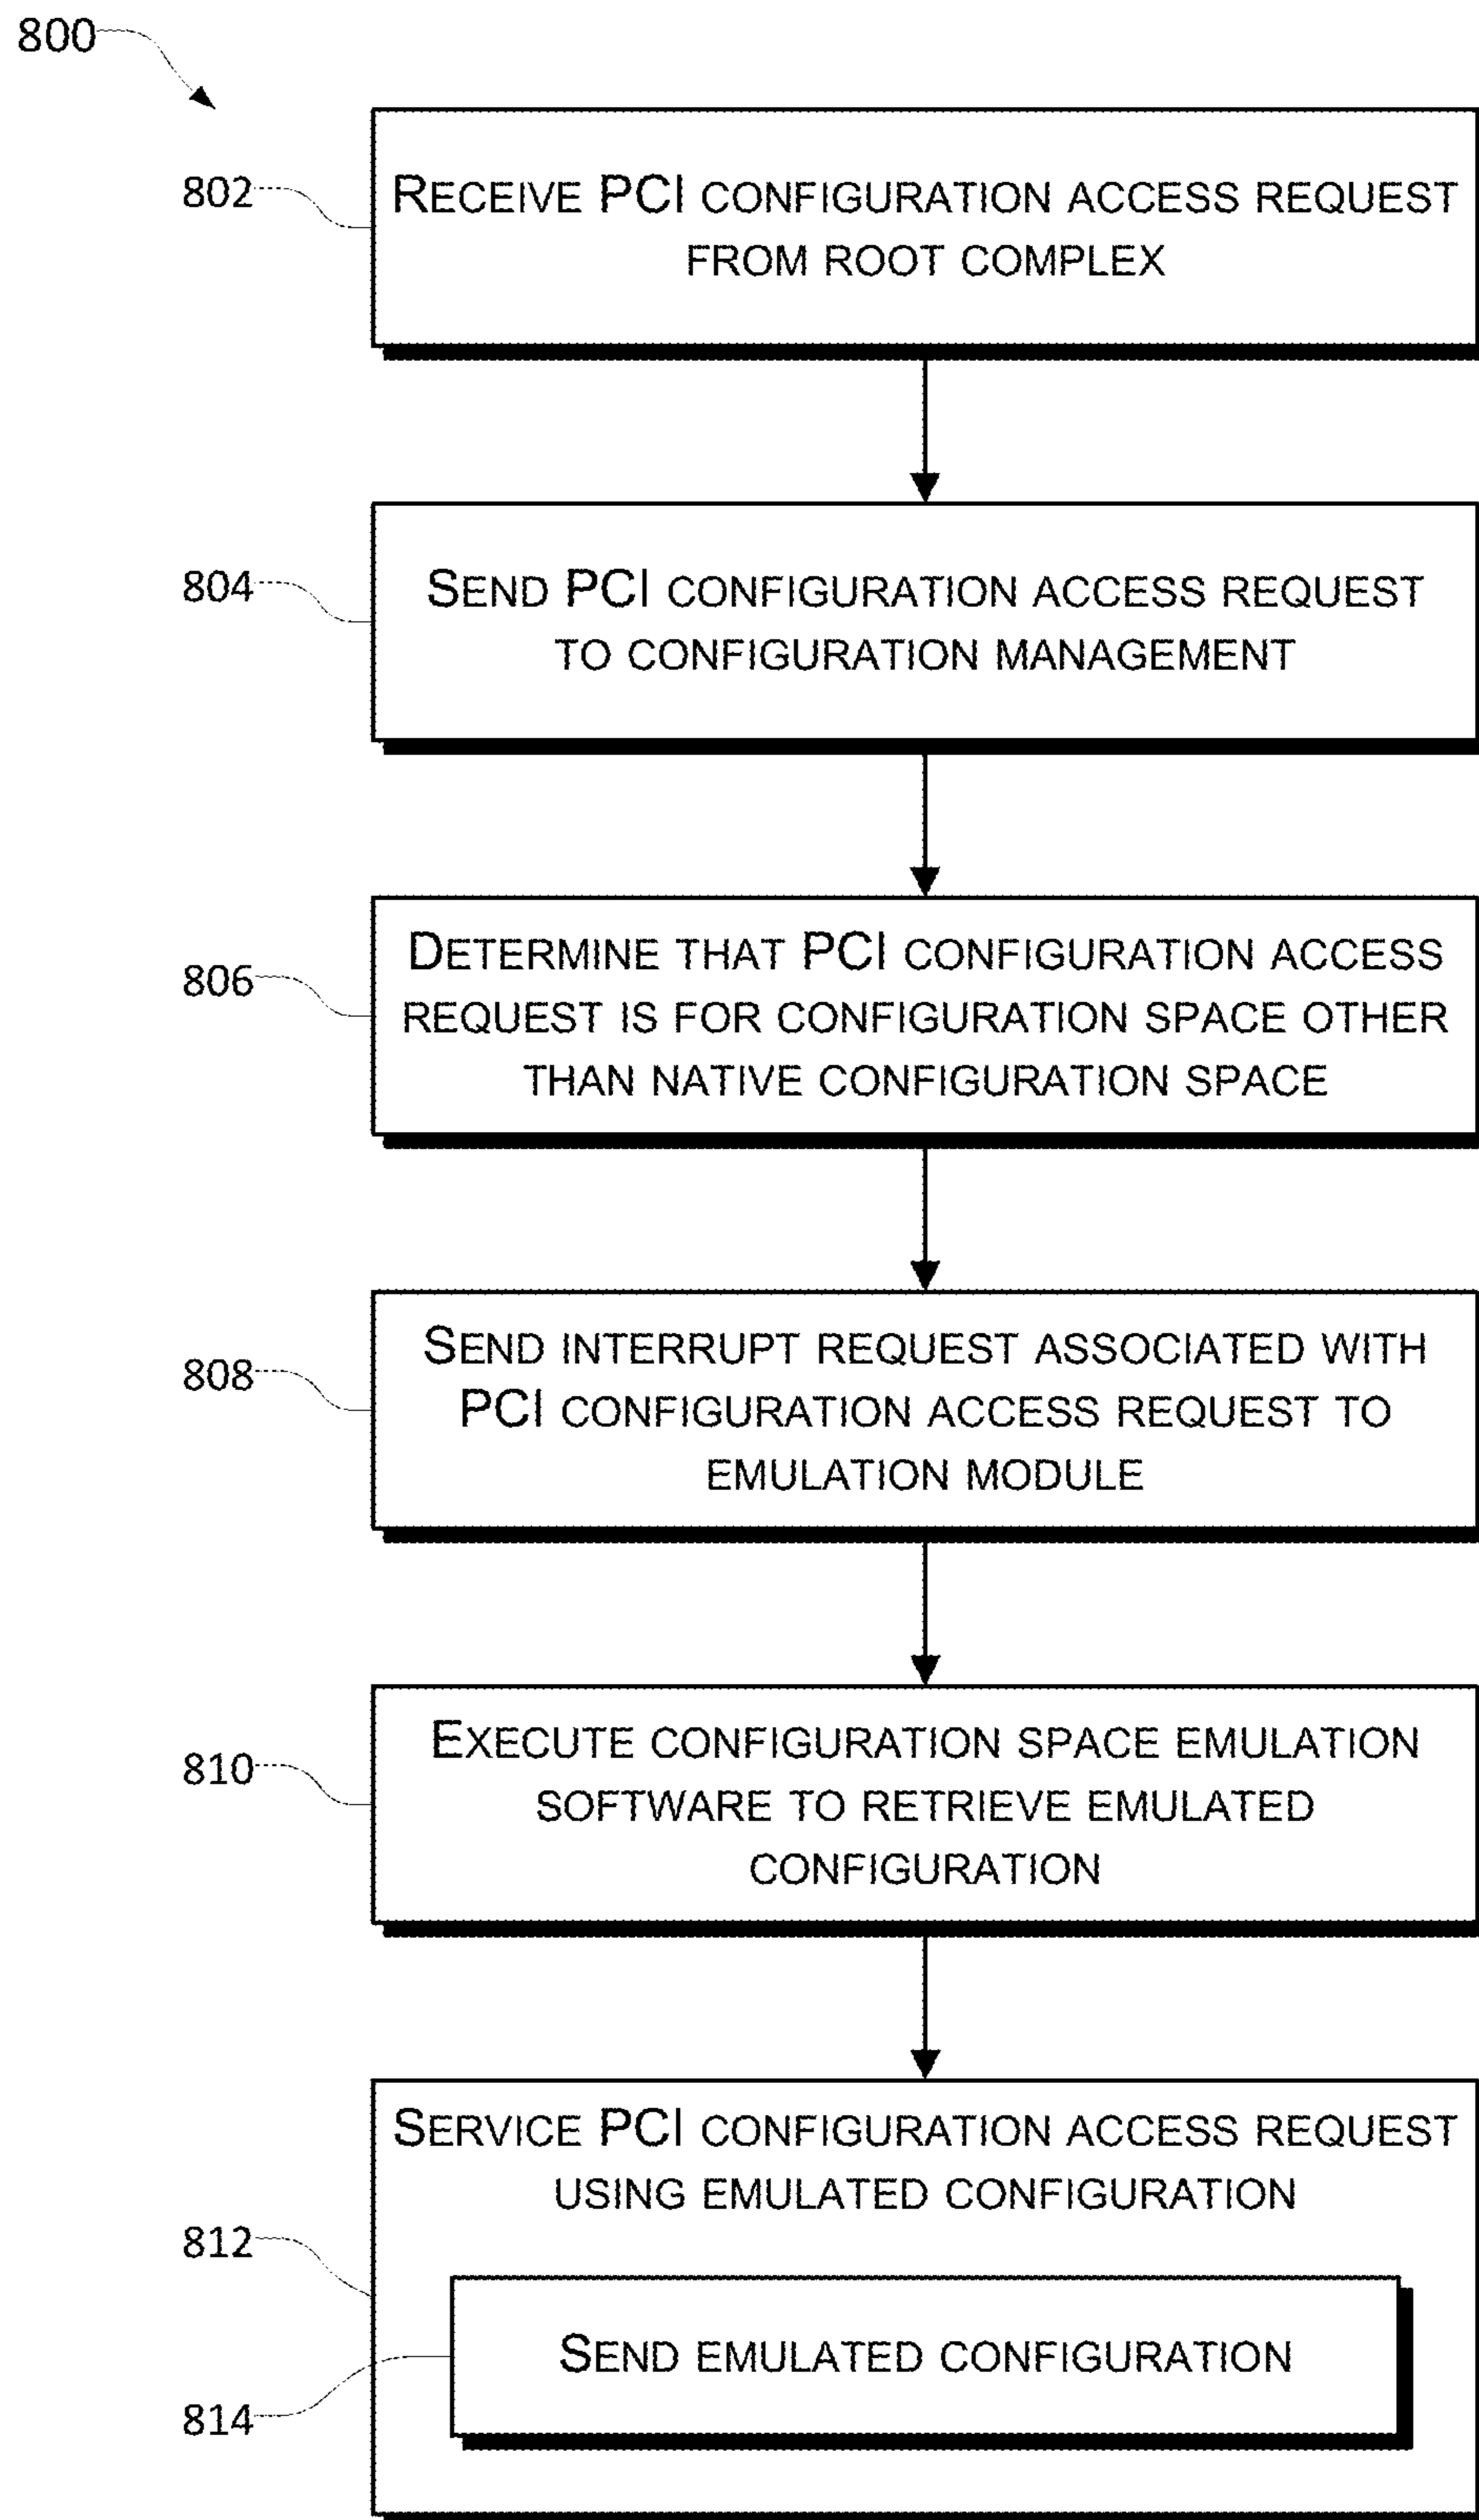 800
802
RECEIVE PCI CONFIGURATION ACCESS REQUEST
FROM ROOT COMPLEX
804
SEND PCI CONFIGURATION ACCESS REQUEST
TO CONFIGURATION MANAGEMENT
806
DETERMINE THAT PCI CONFIGURATION ACCESS
REQUEST IS FOR CONFIGURATION SPACE OTHER
THAN NATIVE CONFIGURATION SPACE
808
SEND INTERRUPT REQUEST ASSOCIATED WITH
PCI CONFIGURATION ACCESS REQUEST TO
EMULATION MODULE
810
EXECUTE CONFIGURATION SPACE EMULATION
SOFTWARE TO RETRIEVE EMULATED
CONFIGURATION
812
SERVICE PCI CONFIGURATION ACCESS REQUEST
USING EMULATED CONFIGURATION
814
SEND EMULATED CONFIGURATION